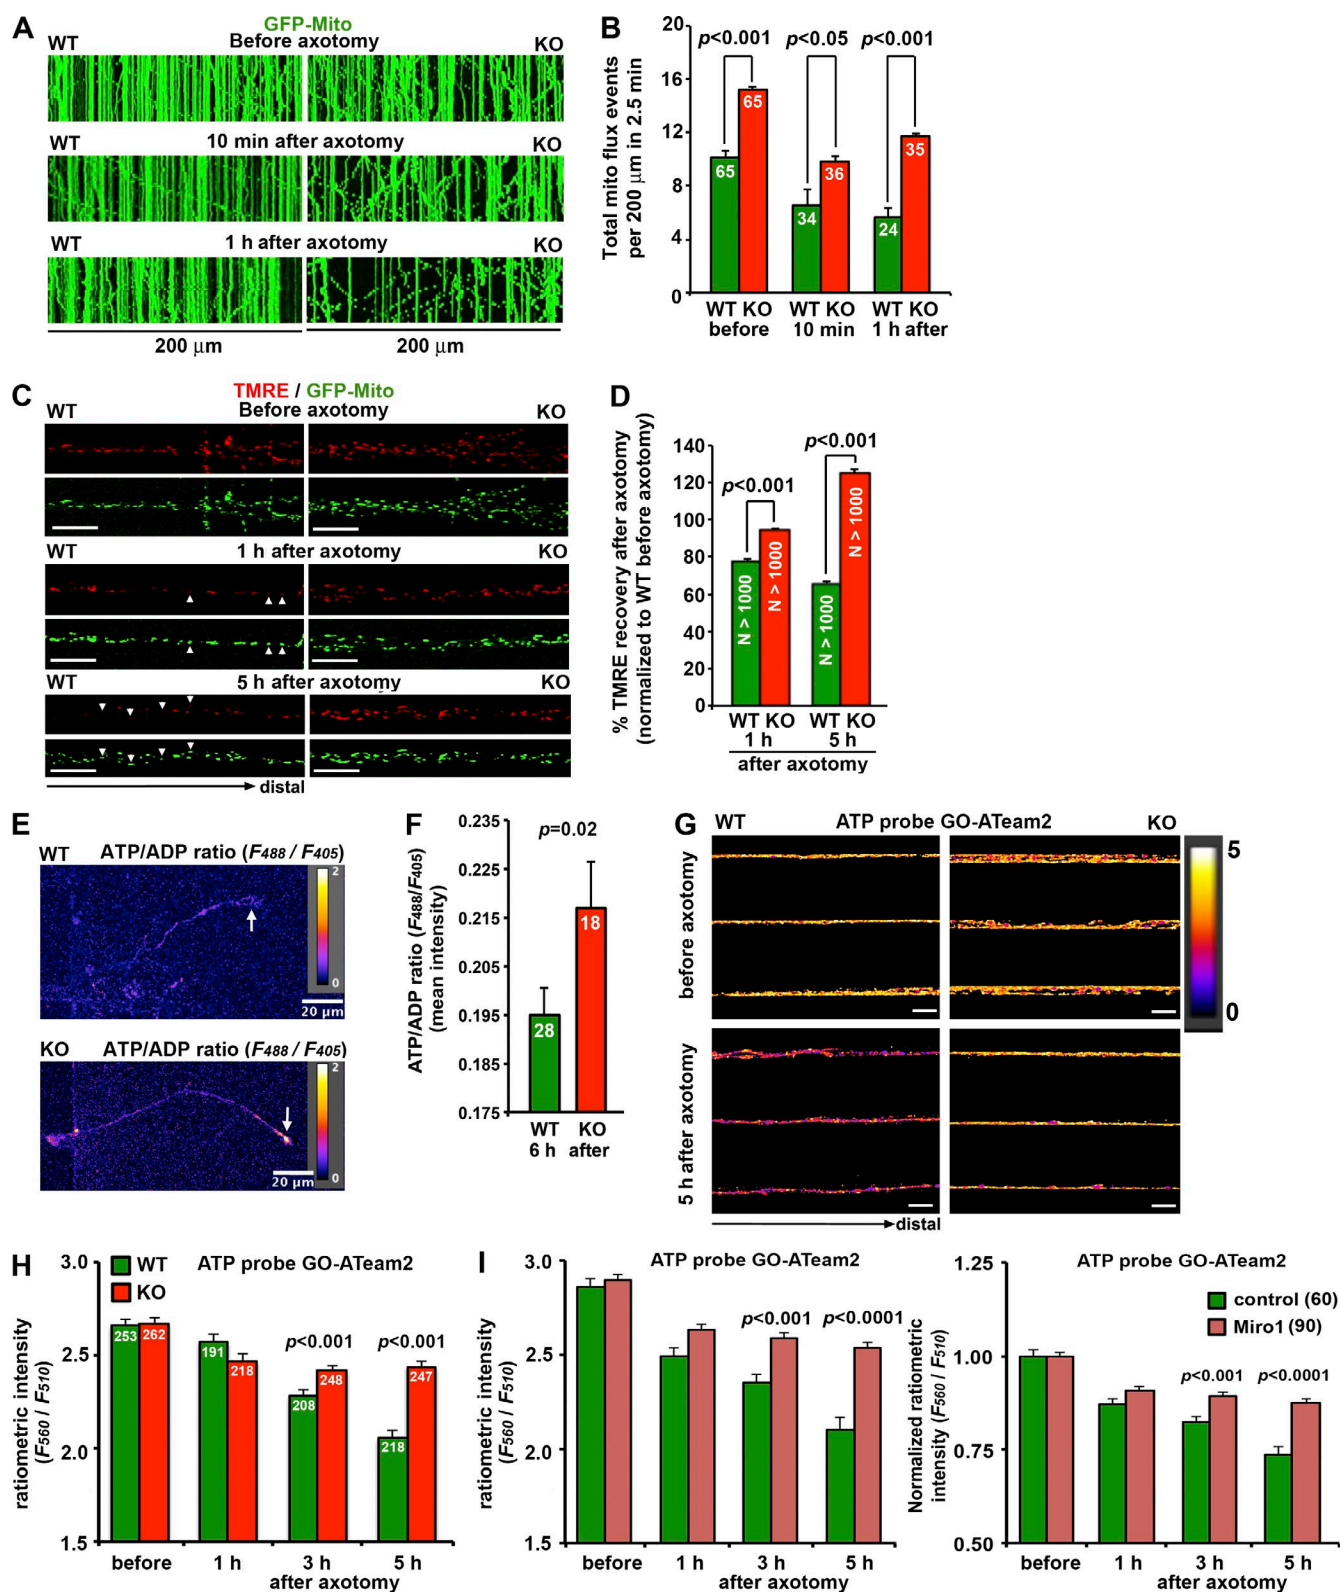 A
GFP-Mito
WT Before axotomy KO
WT 10 min after axotomy KO
WT 1 h after axotomy KO
200 μm 200 μm
B
Total mito flux events
per 200 μm in 2.5 min
20
16
12
8
4
0
p<0.001 p<0.05 p<0.001
65 65 34 36 24 35
WT KO WT KO WT KO
before 10 min 1 h after
C
TMRE / GFP-Mito
WT Before axotomy KO
WT 1 h after axotomy KO
WT 5 h after axotomy KO
distal
D
% TMRE recovery after axotomy
(normalized to WT before axotomy)
140
120
100
80
60
40
20
0
p<0.001
p<0.001
N > 1000 N > 1000 N > 1000 N > 1000
WT KO WT KO
1 h 5 h
after axotomy
E
WT ATP/ADP ratio (F488 / F405)
2
0
20 μm
KO ATP/ADP ratio (F488 / F405)
2
0
20 μm
F
ATP/ADP ratio (F488/F405)
(mean intensity)
0.235
0.225
0.215
0.205
0.195
0.185
0.175
p=0.02
28 18
WT KO
6 h after
G
WT ATP probe GO-ATeam2 KO
before axotomy
5 h after axotomy
5
0
distal
H
WT
KO
ATP probe GO-ATeam2
ratiometric intensity
(F560 / F510)
3.0
2.5
2.0
1.5
p<0.001 p<0.001
253 262 191 218 208 248 218 247
before 1 h 3 h 5 h
after axotomy
I
ATP probe GO-ATeam2
ratiometric intensity
(F560 / F510)
3.0
2.5
2.0
1.5
p<0.001 p<0.0001
before 1 h 3 h 5 h
after axotomy
ATP probe GO-ATeam2
Normalized ratiometric
intensity (F560 / F510)
1.25
1.00
0.75
0.50
control (60)
Miro1 (90)
p<0.001 p<0.0001
before 1 h 3 h 5 h
after axotomy